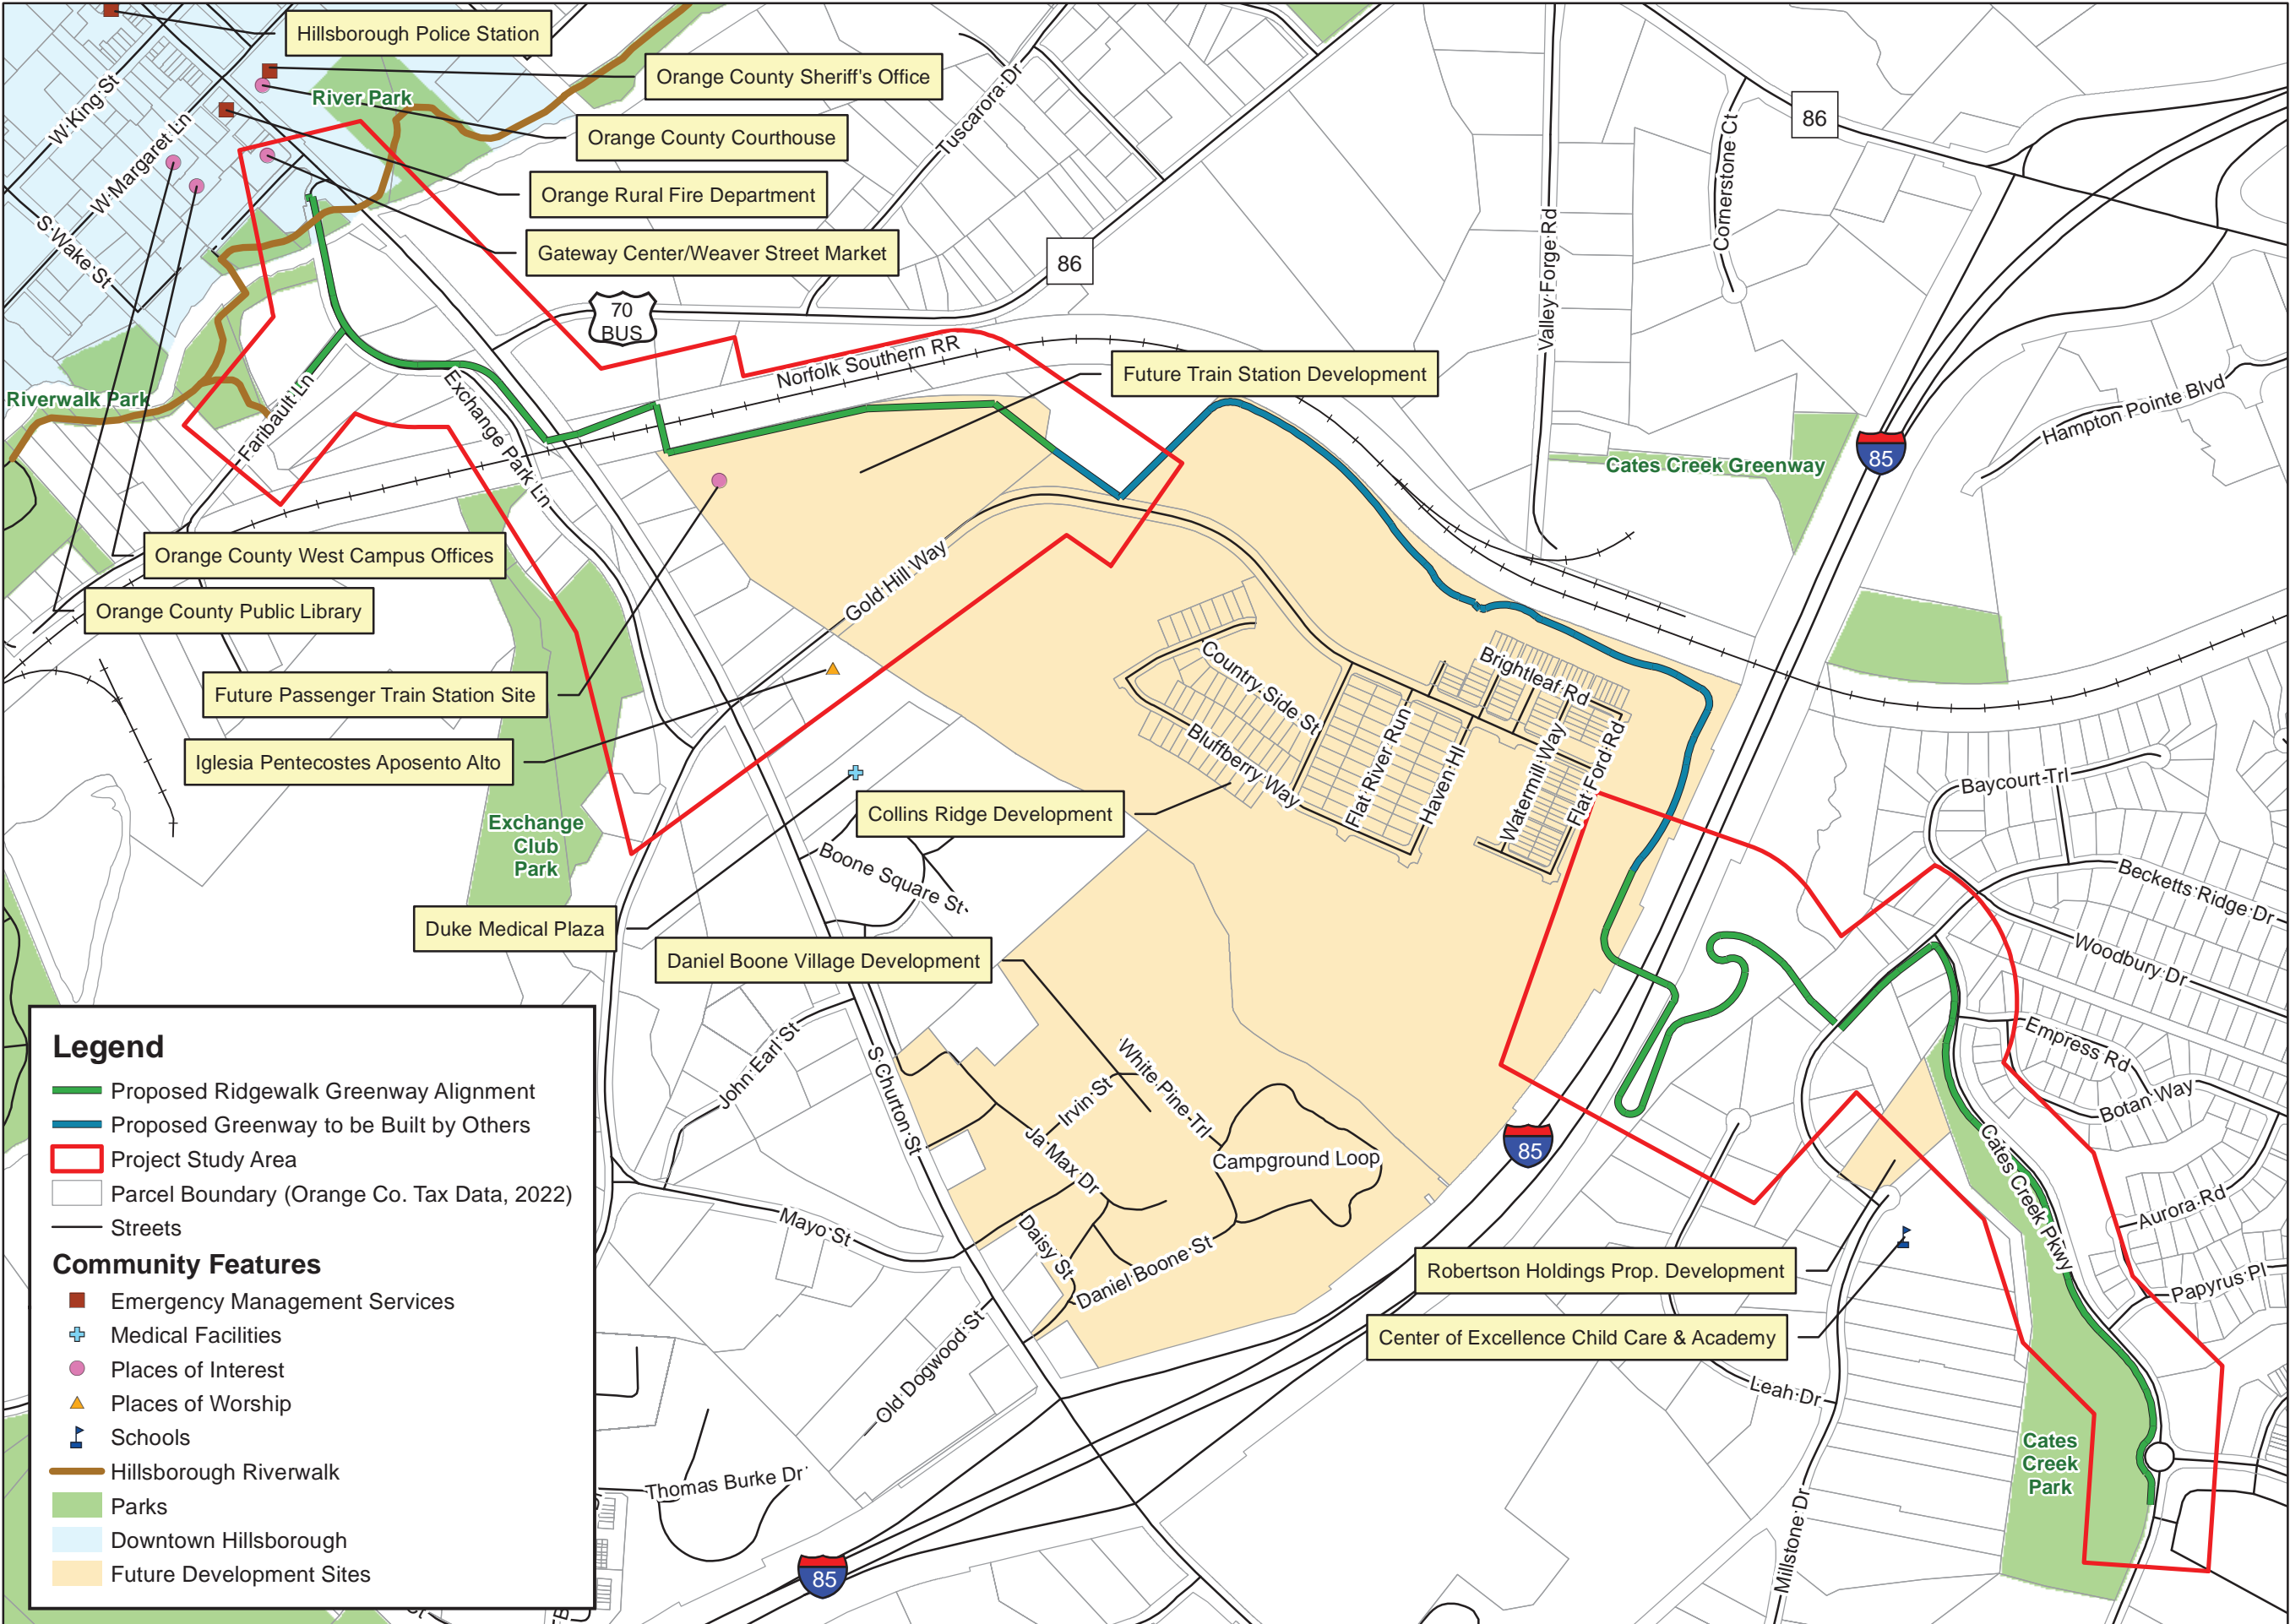 Hillsborough Police Station
Orange County Sheriff's Office
River Park
Orange County Courthouse
W King St
W Margaret Ln
S Wake St
Orange Rural Fire Department
Gateway Center/Weaver Street Market
Tuscarora Dr
86
86
Cornerstone Ct
Valley Forge Rd
70
BUS
Norfolk Southern RR
Future Train Station Development
Riverwalk Park
Faribault Ln
Exchange Park Ln
Hampton Pointe Blvd
Cates Creek Greenway
85
Orange County West Campus Offices
Orange County Public Library
Gold Hill Way
Future Passenger Train Station Site
Iglesia Pentecostes Aposento Alto
Country Side St
Bluffberry Way
Brightleaf Rd
Flat River Run
Haven Hl
Watermill Way
Flat Ford Rd
Baycourt Trl
Becketts Ridge Dr
Woodbury Dr
Exchange
Club
Park
Collins Ridge Development
Boone Square St
Duke Medical Plaza
Daniel Boone Village Development
Empress Rd
Botan Way
John Earl St
S Churton St
White Pine Trl
Irvin St
Ja Max Dr
Campground Loop
85
Cates Creek Pkwy
Aurora Rd
Papyrus Pl
Mayo St
Daisy St
Daniel Boone St
Robertson Holdings Prop. Development
Center of Excellence Child Care & Academy
Old Dogwood St
Leah Dr
Cates
Creek
Park
Thomas Burke Dr
Millstone Dr
85
Legend
Proposed Ridgewalk Greenway Alignment
Proposed Greenway to be Built by Others
Project Study Area
Parcel Boundary (Orange Co. Tax Data, 2022)
Streets
Community Features
Emergency Management Services
Medical Facilities
Places of Interest
Places of Worship
Schools
Hillsborough Riverwalk
Parks
Downtown Hillsborough
Future Development Sites